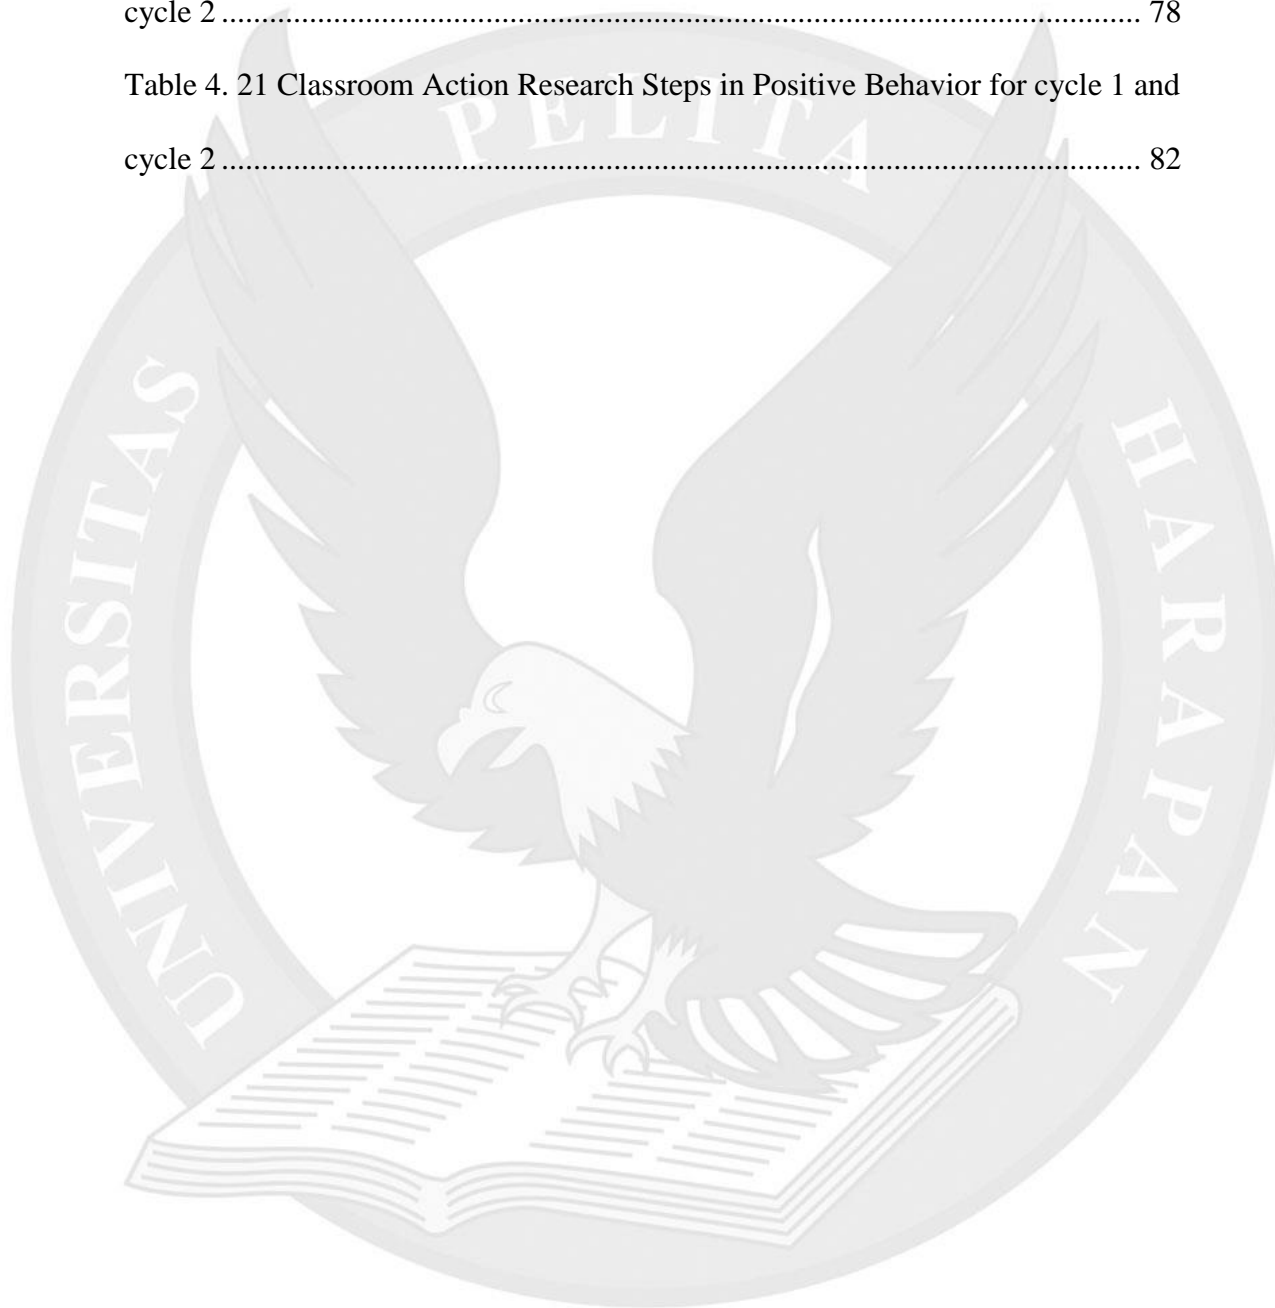 cycle 2 .................................................................................................................. 78
Table 4. 21 Classroom Action Research Steps in Positive Behavior for cycle 1 and
cycle 2 .................................................................................................................. 82
UNIVERSITAS PELITA HARAPAN